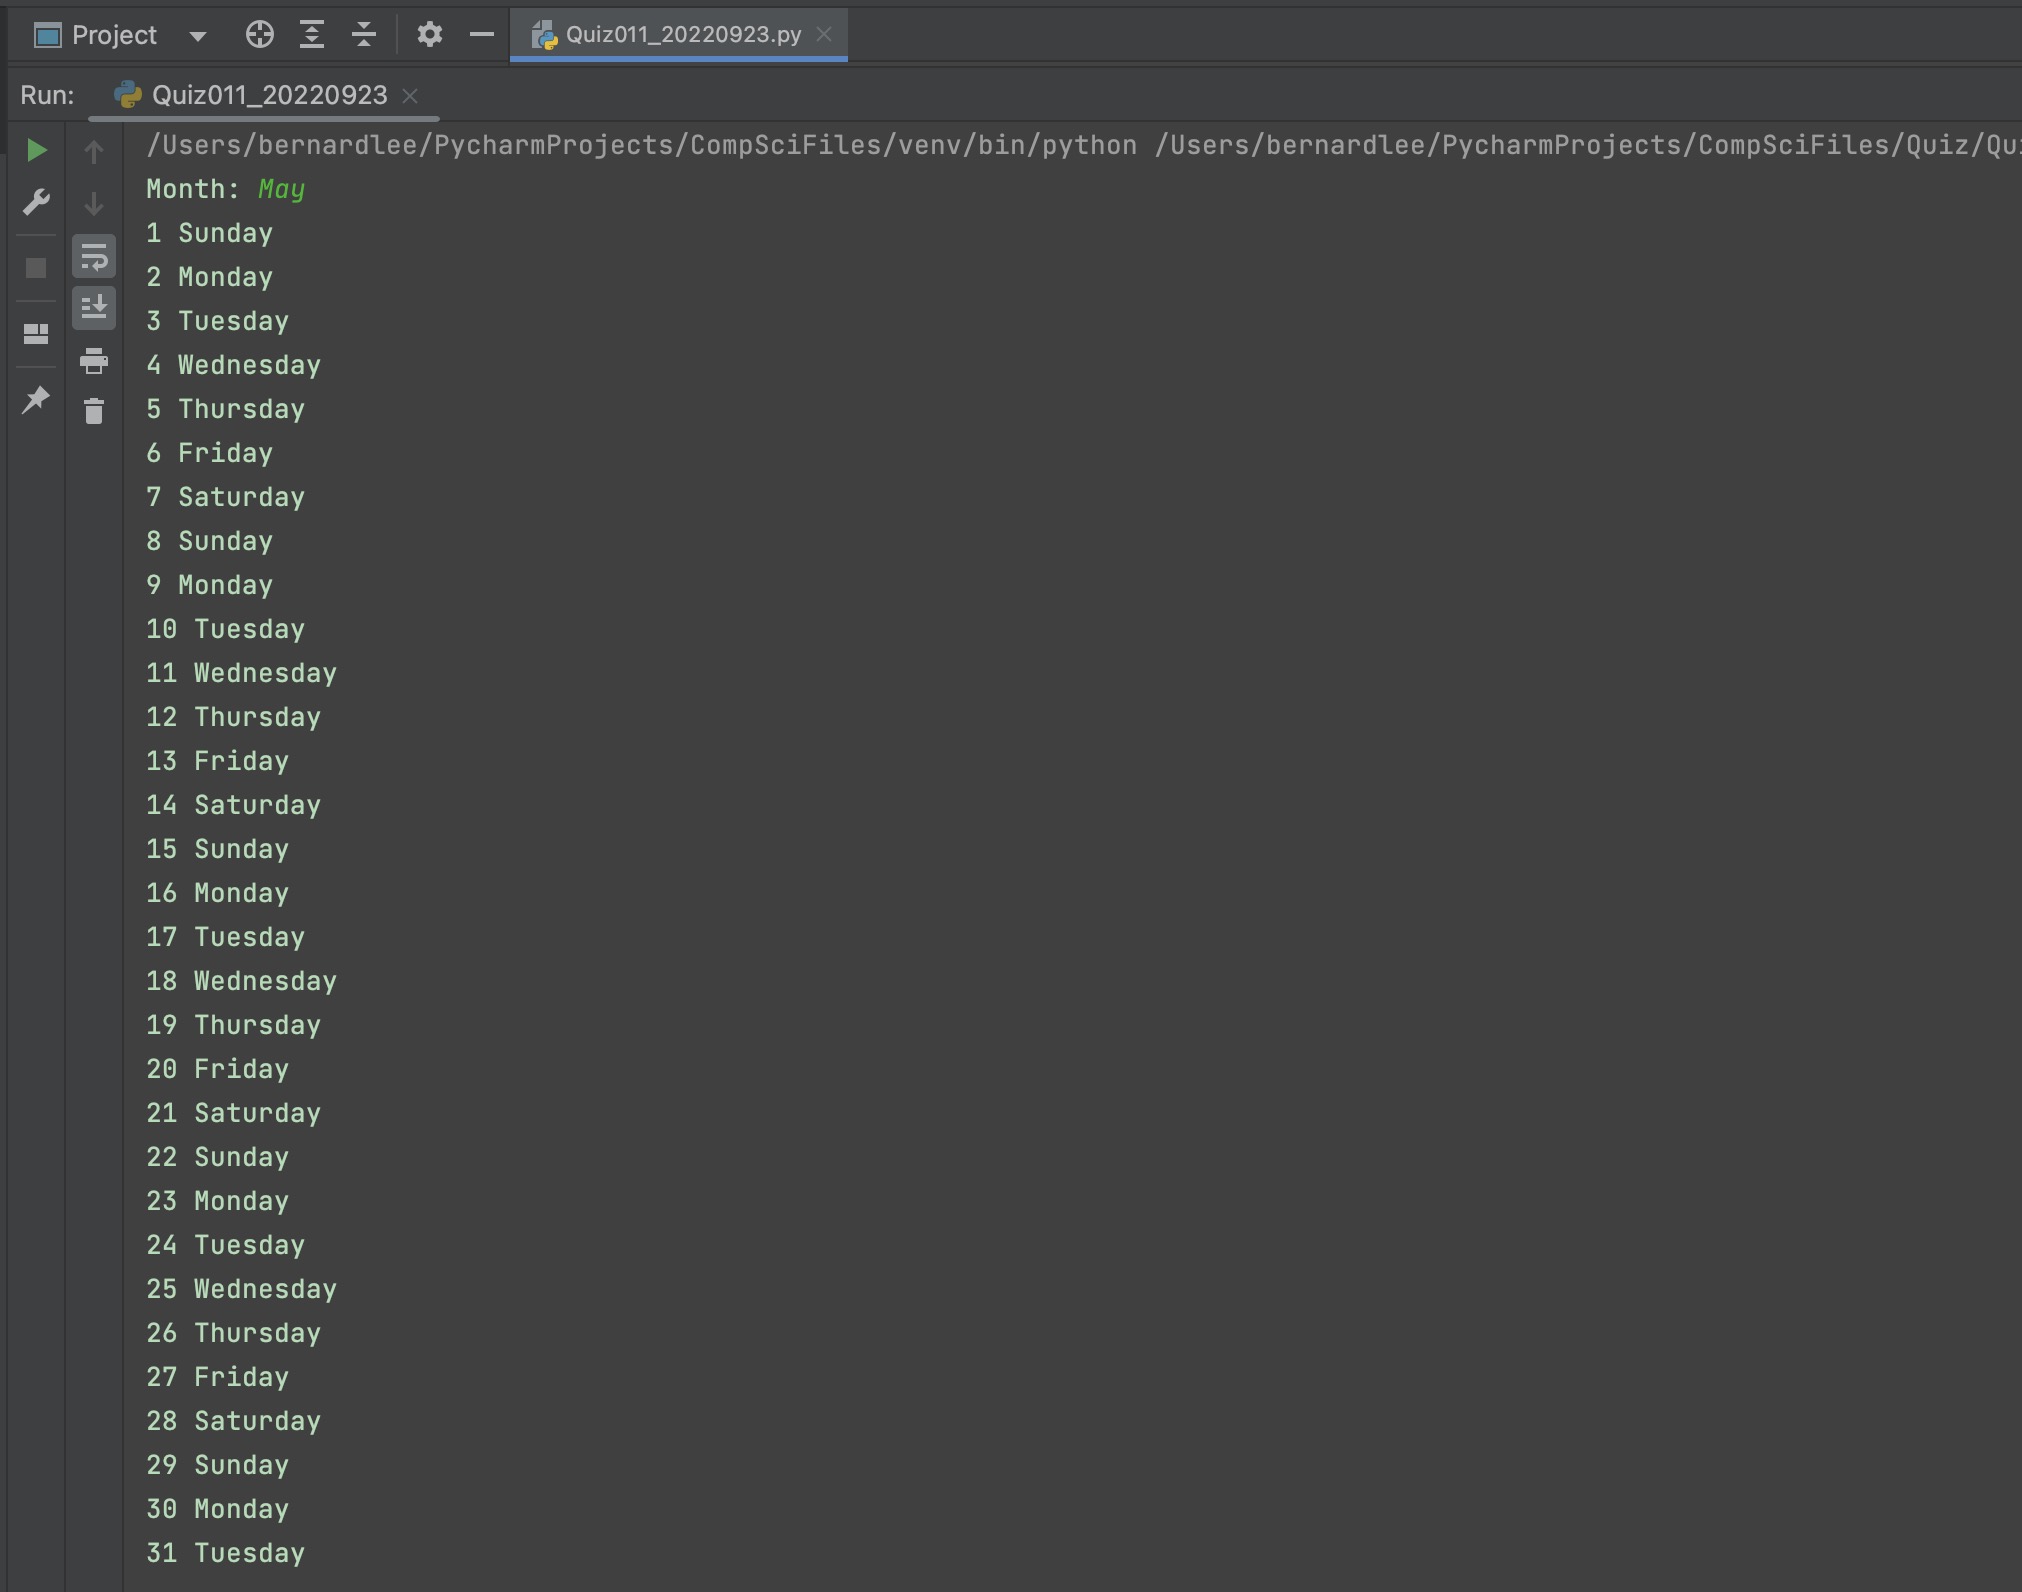 Project
Quiz011_20220923.py
Run:
Quiz011_20220923
/Users/bernardlee/PycharmProjects/CompSciFiles/venv/bin/python /Users/bernardlee/PycharmProjects/CompSciFiles/Quiz/Qu
Month: May
1 Sunday
2 Monday
3 Tuesday
4 Wednesday
5 Thursday
6 Friday
7 Saturday
8 Sunday
9 Monday
10 Tuesday
11 Wednesday
12 Thursday
13 Friday
14 Saturday
15 Sunday
16 Monday
17 Tuesday
18 Wednesday
19 Thursday
20 Friday
21 Saturday
22 Sunday
23 Monday
24 Tuesday
25 Wednesday
26 Thursday
27 Friday
28 Saturday
29 Sunday
30 Monday
31 Tuesday